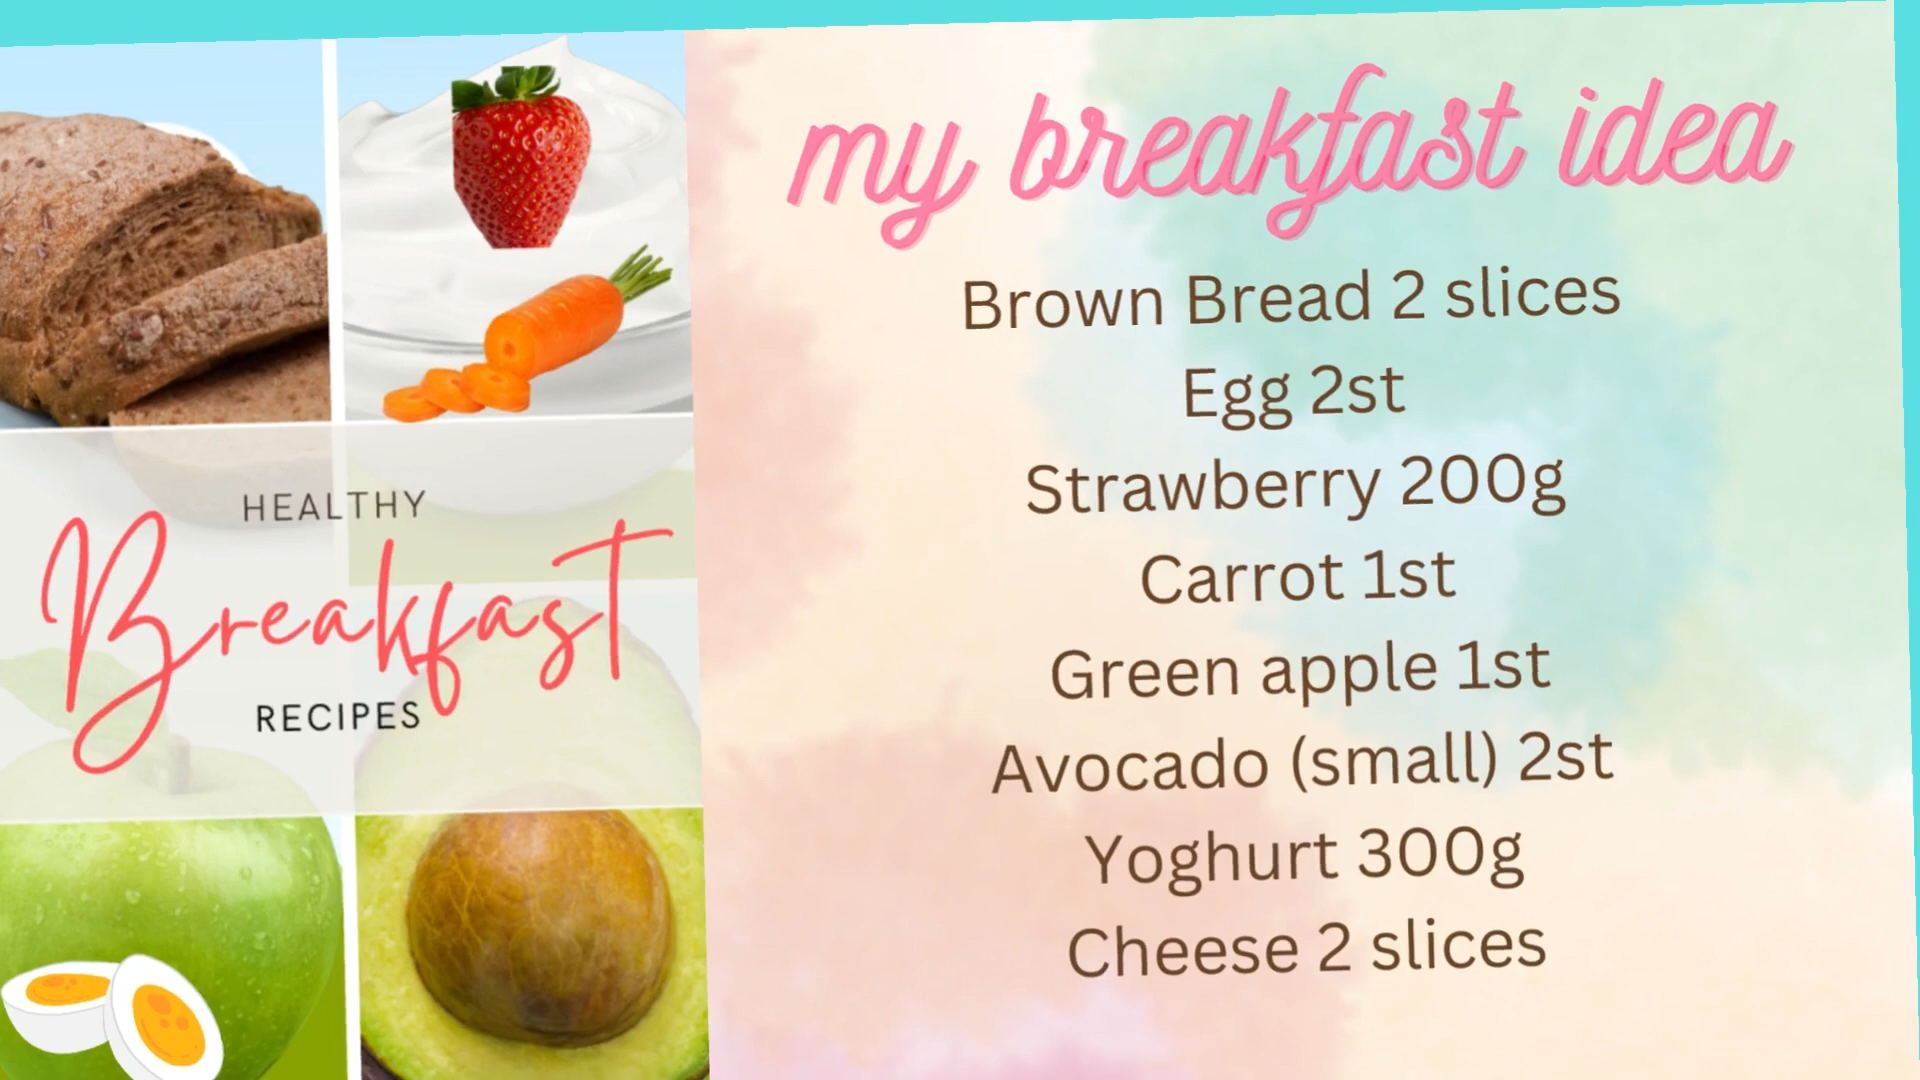 HEALTHY
Breakfast
RECIPES
my breakfast idea
Brown Bread 2 slices
Egg 2st
Strawberry 200g
Carrot 1st
Green apple 1st
Avocado (small) 2st
Yoghurt 300g
Cheese 2 slices